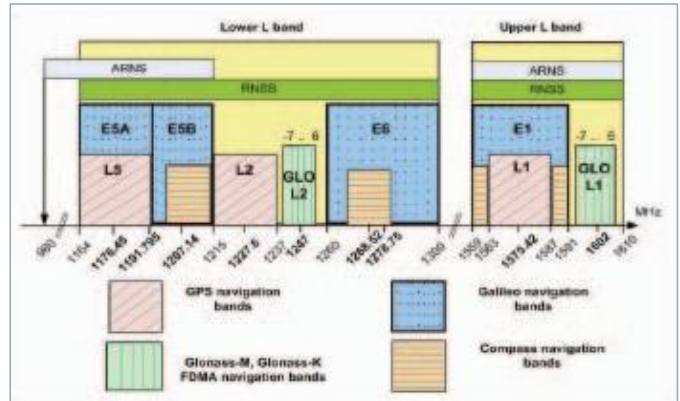 Lower L band Upper L band
ARNS ARNS
RNSS RNSS
E5A E5B E6 E1
-7 .. 6 -7 .. 6
L5 L2 GLO L2 L1 GLO L1
MHz
960 1164 1176.45 1191.795 1207.14 1215 1227.6 1237 1247 1260 1268.52 1278.75 1300 1559 1563 1575.42 1587 1591 1602 1610
GPS navigation
bands
Galileo navigation
bands
Glonass-M, Glonass-K
FDMA navigation bands
Compass navigation
bands